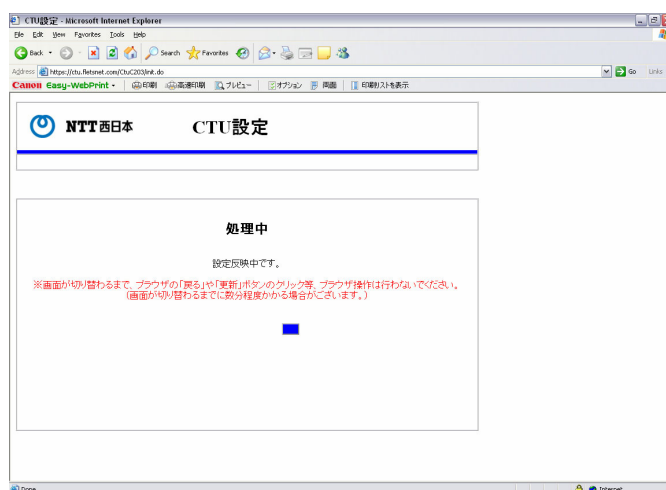 CTU設定 - Microsoft Internet Explorer
File Edit View Favorites Tools Help
Back Search Favorites
Address https://ctu.fletsnet.com/CtuC203/Init.do Go Links
Canon Easy-WebPrint 印刷 高速印刷 プレビュー オプション 両面 印刷リストを表示
NTT西日本 CTU設定
処理中
設定反映中です。
※画面が切り替わるまで、ブラウザの「戻る」や「更新」ボタンのクリック等、ブラウザ操作は行わないでください。
(画面が切り替わるまでに数分程度かかる場合がございます。)
Done Internet